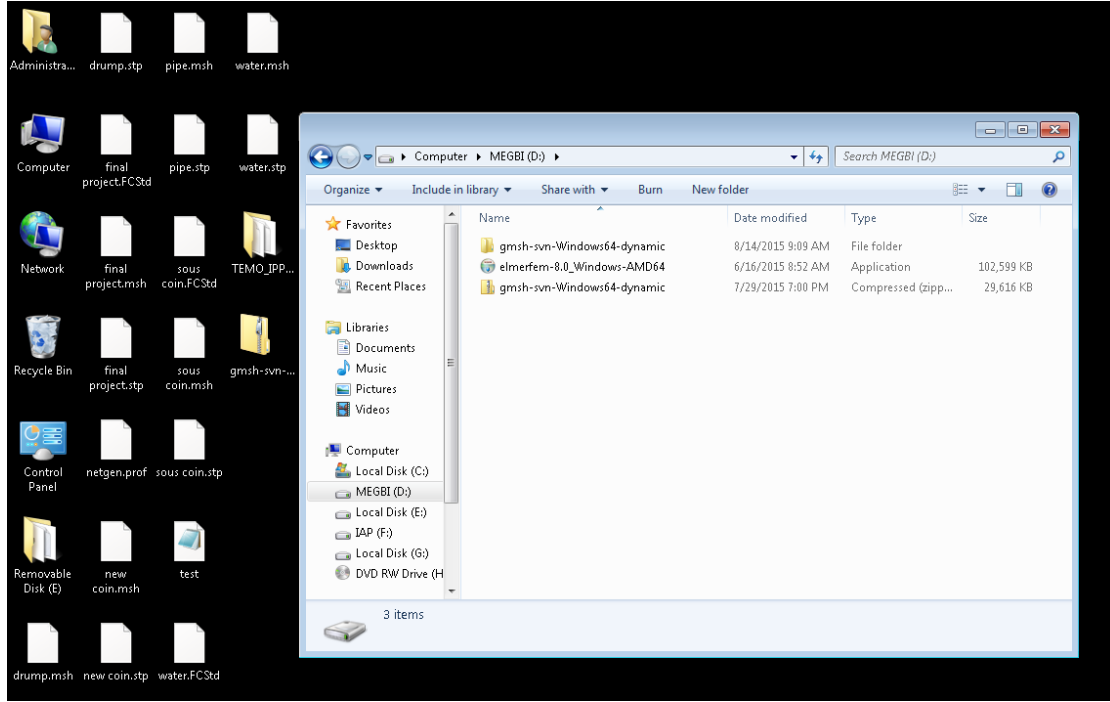 Administra...
drump.stp
pipe.msh
water.msh
Computer
final
project.FCStd
pipe.stp
water.stp
Network
final
project.msh
sous
coin.FCStd
TEMO_IPP...
Recycle Bin
final
project.stp
sous
coin.msh
gmsh-svn-...
Control
Panel
netgen.prof
sous coin.stp
Removable
Disk (E)
new
coin.msh
test
drump.msh
new coin.stp
water.FCStd
Computer MEGBI (D:)
Search MEGBI (D:)
Organize Include in library Share with Burn New folder
Favorites
Desktop
Downloads
Recent Places
Libraries
Documents
Music
Pictures
Videos
Computer
Local Disk (C:)
MEGBI (D:)
Local Disk (E:)
IAP (F:)
Local Disk (G:)
DVD RW Drive (H
Name Date modified Type Size
gmsh-svn-Windows64-dynamic 8/14/2015 9:09 AM File folder
elmerfem-8.0_Windows-AMD64 6/16/2015 8:52 AM Application 102,599 KB
gmsh-svn-Windows64-dynamic 7/29/2015 7:00 PM Compressed (zipp... 29,616 KB
3 items